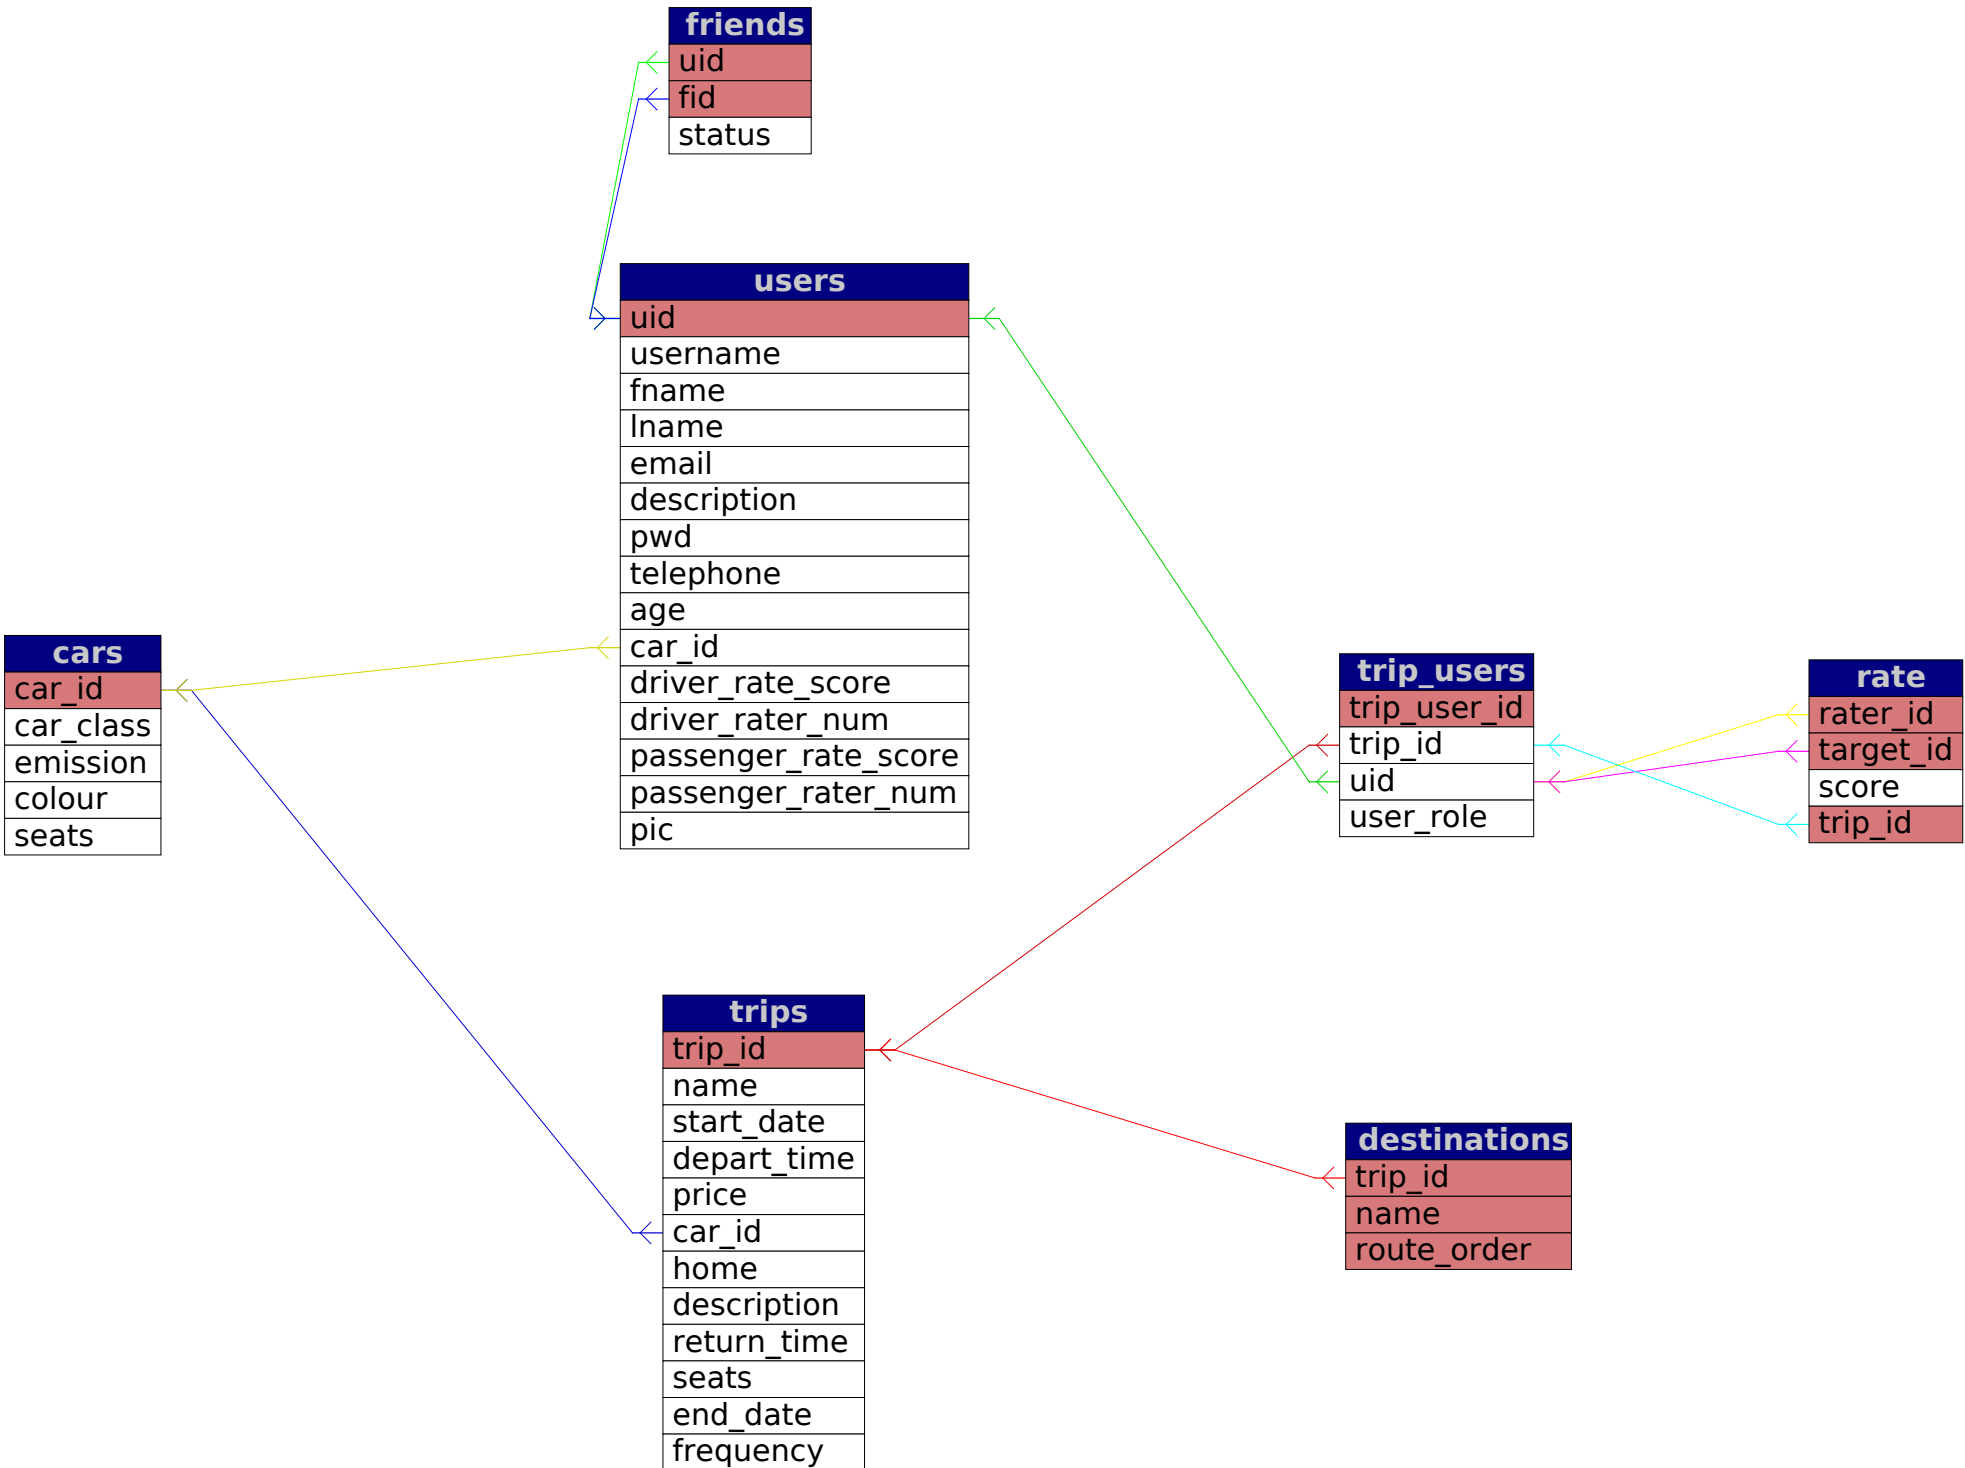 friends
uid
fid
status
users
uid
username
fname
lname
email
description
pwd
telephone
age
car_id
driver_rate_score
driver_rater_num
passenger_rate_score
passenger_rater_num
pic
cars
car_id
car_class
emission
colour
seats
trip_users
trip_user_id
trip_id
uid
user_role
rate
rater_id
target_id
score
trip_id
trips
trip_id
name
start_date
depart_time
price
car_id
home
description
return_time
seats
end_date
frequency
destinations
trip_id
name
route_order